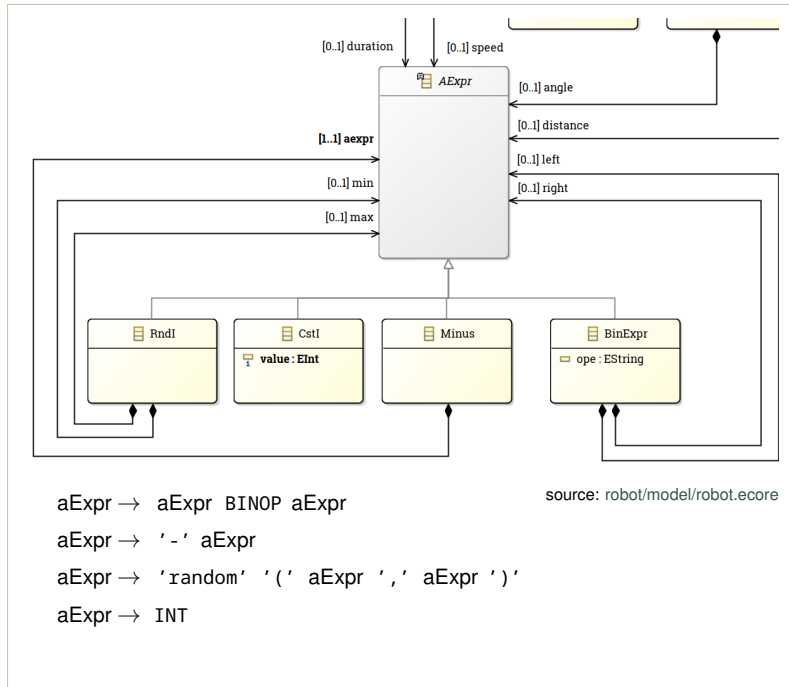 [0..1] duration
[0..1] speed
AExpr
[0..1] angle
[0..1] distance
[1..1] aexpr
[0..1] left
[0..1] min
[0..1] right
[0..1] max
RndI
CstI
Minus
BinExpr
value : EInt
ope : EString
source: robot/model/robot.ecore
aExpr → aExpr BINOP aExpr
aExpr → '-' aExpr
aExpr → 'random' '(' aExpr ',' aExpr ')'
aExpr → INT